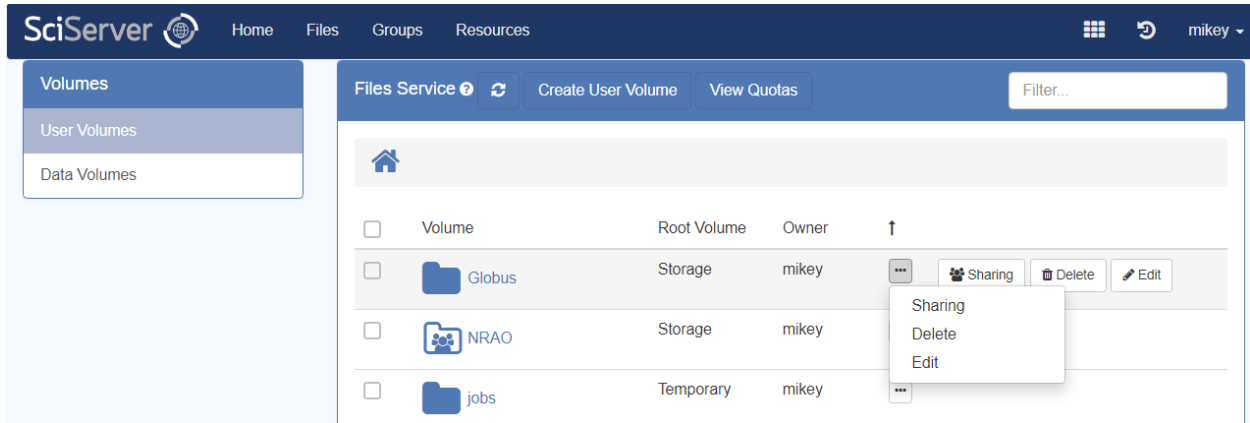 SciServer Home Files Groups Resources mikey
Volumes
User Volumes
Data Volumes
Files Service Create User Volume View Quotas Filter...
Volume Root Volume Owner ↑
Globus Storage mikey ... Sharing Delete Edit
Sharing
Delete
Edit
NRAO Storage mikey
jobs Temporary mikey ...